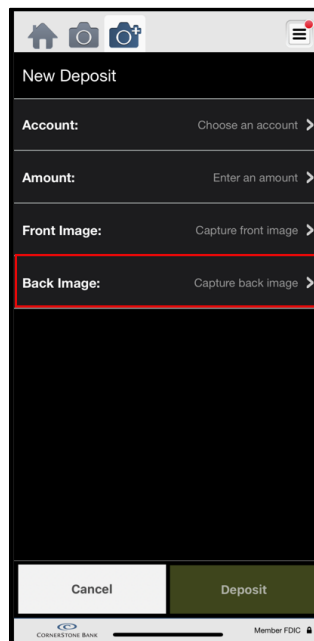 New Deposit
Account: Choose an account
Amount: Enter an amount
Front Image: Capture front image
Back Image: Capture back image
Cancel Deposit
CORNERSTONE BANK Member FDIC